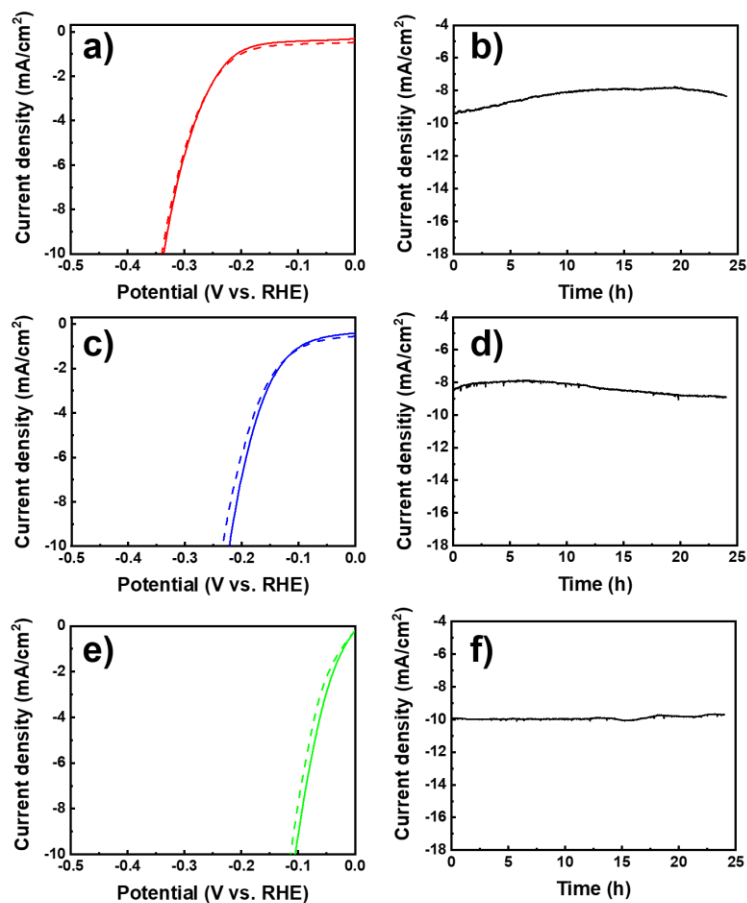 a)
Current density (mA/cm²)
0
-2
-4
-6
-8
-10
-0.5 -0.4 -0.3 -0.2 -0.1 0.0
Potential (V vs. RHE)
b)
Current densitiy (mA/cm²)
-4
-6
-8
-10
-12
-14
-16
-18
0 5 10 15 20 25
Time (h)
c)
Current density (mA/cm²)
0
-2
-4
-6
-8
-10
-0.5 -0.4 -0.3 -0.2 -0.1 0.0
Potential (V vs. RHE)
d)
Current densitiy (mA/cm²)
-4
-6
-8
-10
-12
-14
-16
-18
0 5 10 15 20 25
Time (h)
e)
Current density (mA/cm²)
0
-2
-4
-6
-8
-10
-0.5 -0.4 -0.3 -0.2 -0.1 0.0
Potential (V vs. RHE)
f)
Current density (mA/cm²)
-4
-6
-8
-10
-12
-14
-16
-18
0 5 10 15 20 25
Time (h)